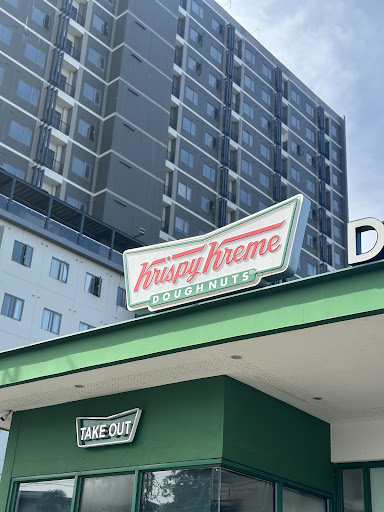 Krispy Kreme
DOUGHNUTS
D
TAKE OUT